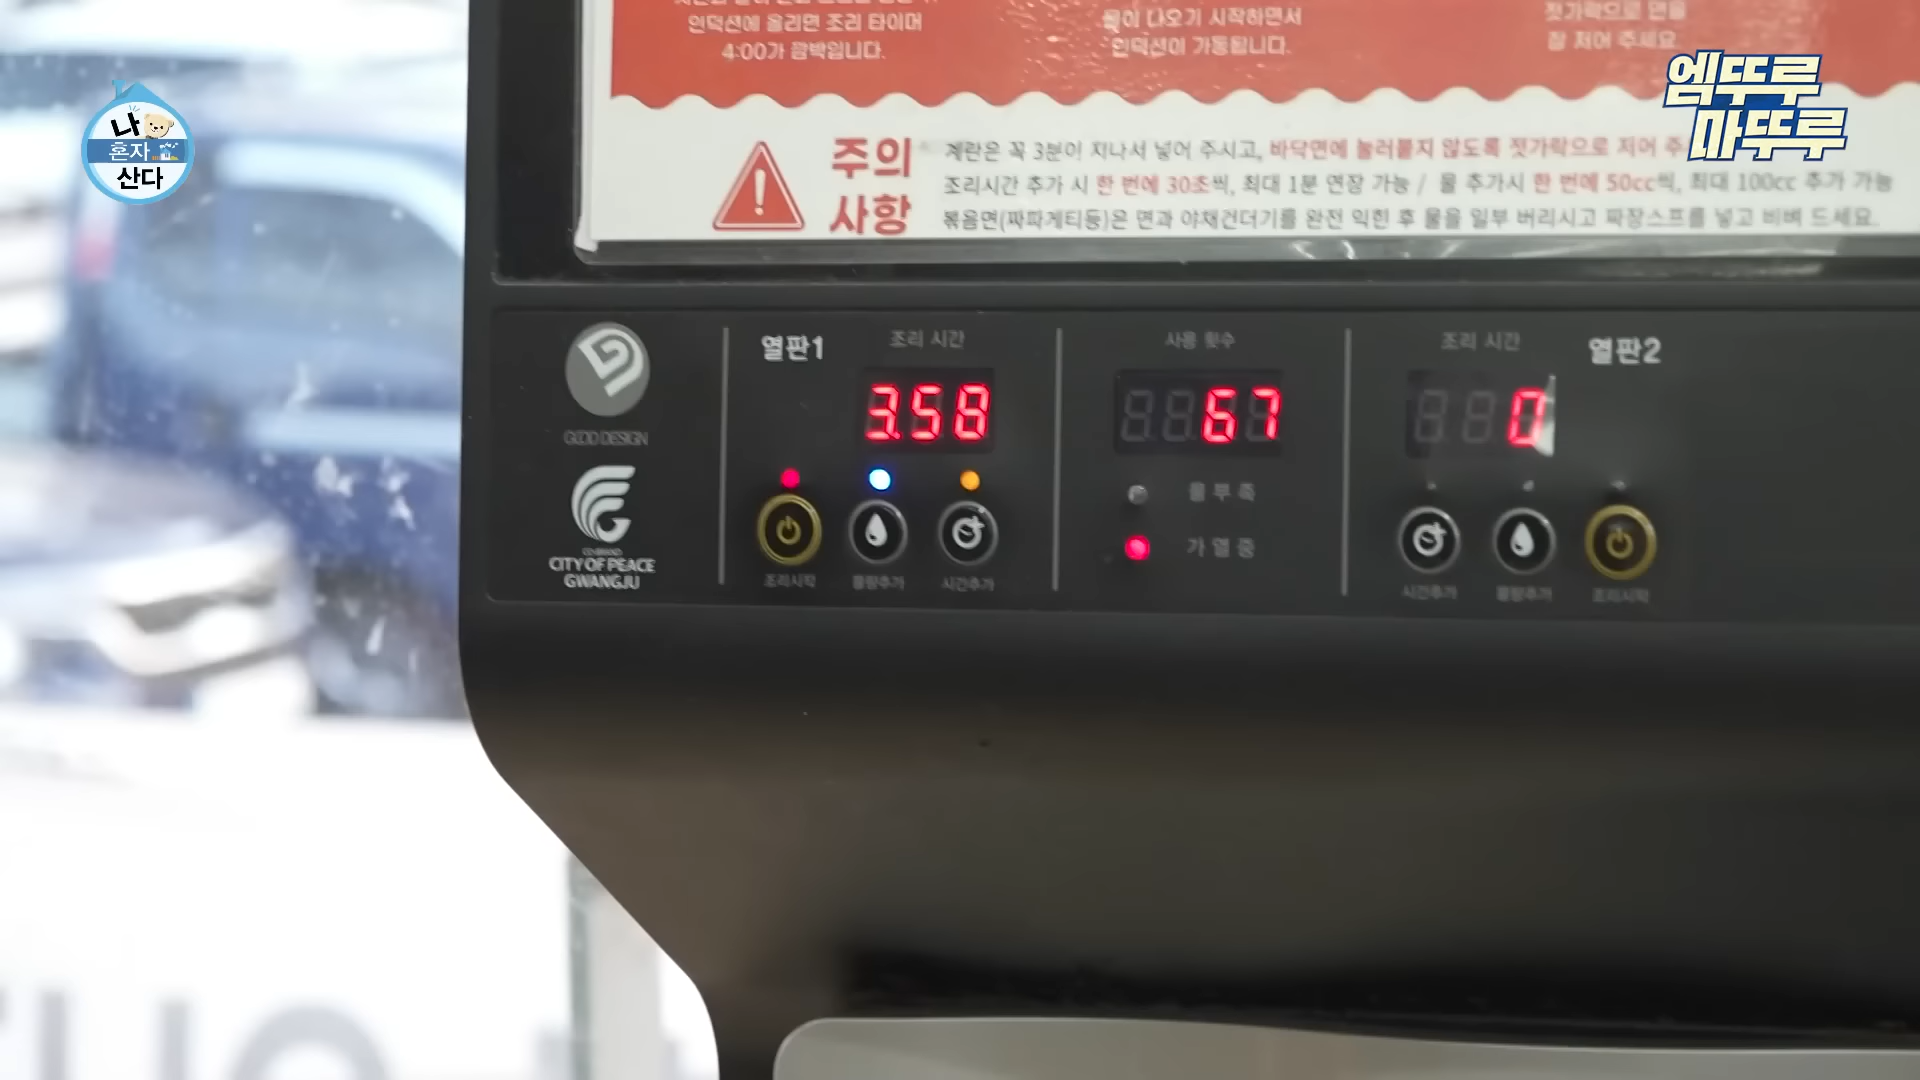 인덕션에 올리면 조리 타이머
4:00가 깜박입니다.
물이 나오기 시작하면서
인덕션이 가동됩니다.
젓가락으로 면을
잘 저어 주세요
엠뚜루
마뚜루
나
혼자
산다
주의
사항
계란은 꼭 3분이 지나서 넣어 주시고, 바닥면에 눌러붙지 않도록 젓가락으로 저어 주
조리시간 추가 시 한 번에 30초씩, 최대 1분 연장 가능 / 물 추가시 한 번에 50cc씩, 최대 100cc 추가 가능
볶음면(짜파게티등)은 면과 야채건더기를 완전 익힌 후 물을 일부 버리시고 짜장스프를 넣고 비벼 드세요.
GOOD DESIGN
CITY OF PEACE
GWANGJU
열판1
조리 시간
3.58
조리시작
물량추가
시간추가
사용 횟수
67
물 부 족
가 열 중
조리 시간
열판2
0
시간추가
물량추가
조리시작